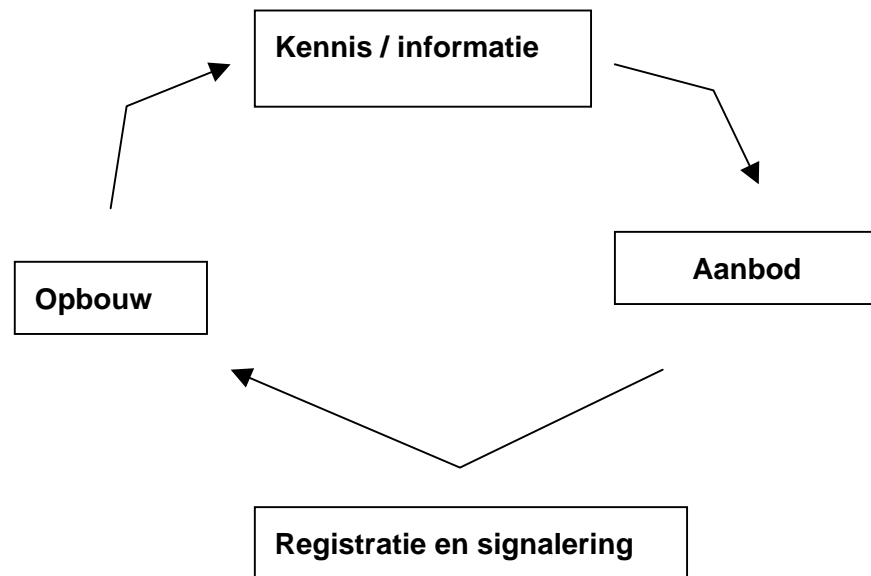 Kennis / informatie
Aanbod
Opbouw
Registratie en signalering